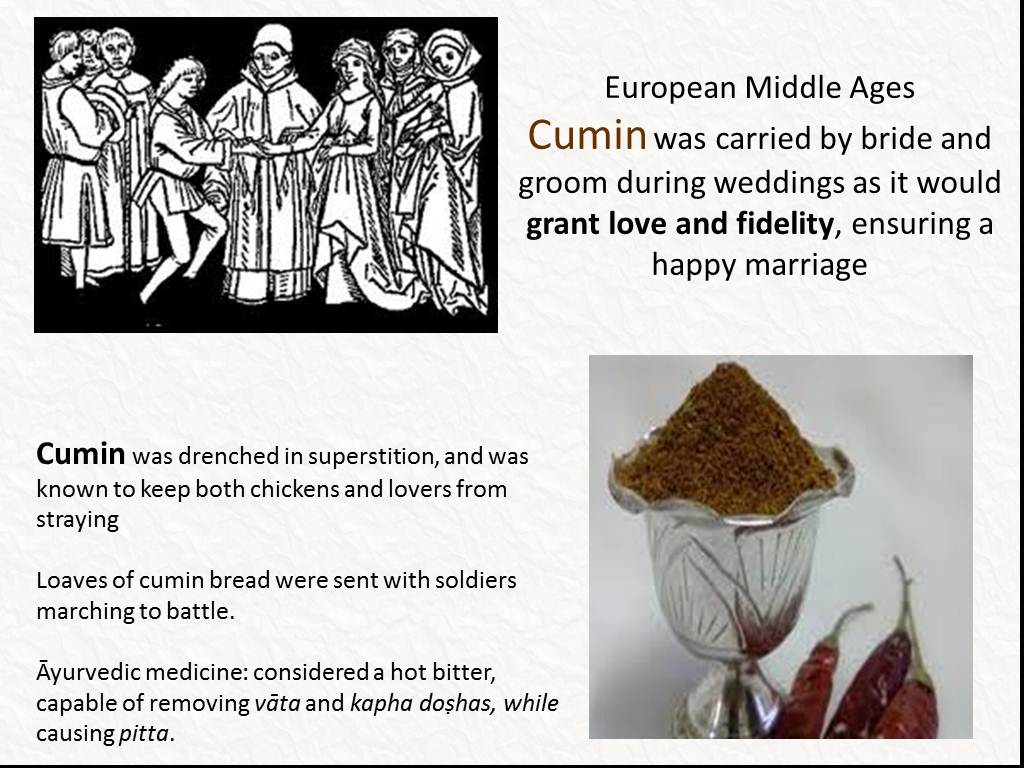 European Middle Ages
Cumin was carried by bride and
groom during weddings as it would
grant love and fidelity, ensuring a
happy marriage
Cumin was drenched in superstition, and was
known to keep both chickens and lovers from
straying
Loaves of cumin bread were sent with soldiers
marching to battle.
Āyurvedic medicine: considered a hot bitter,
capable of removing vāta and kapha doṣhas, while
causing pitta.